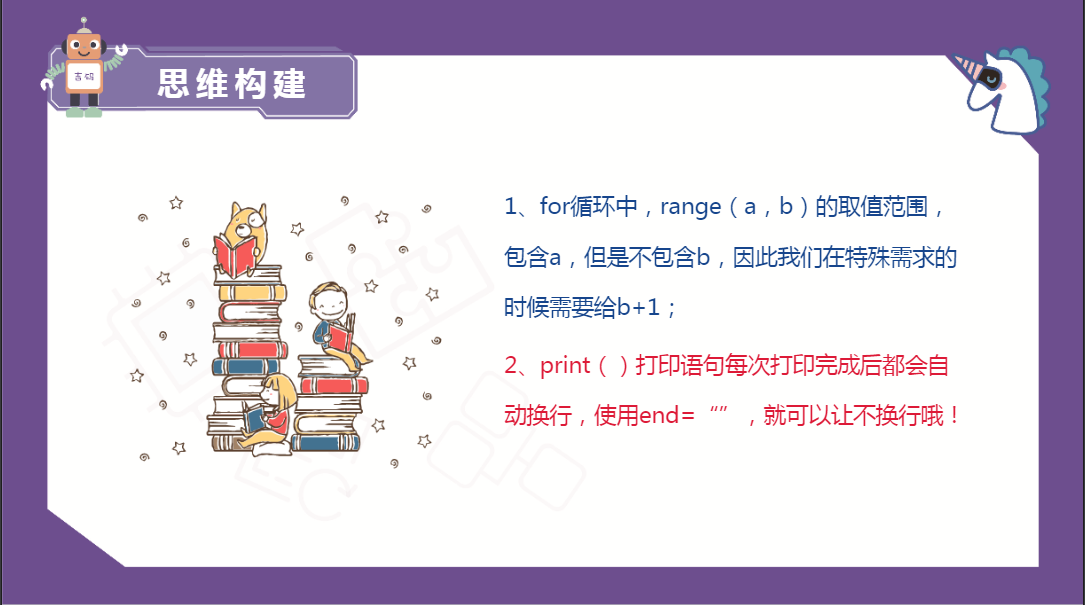 吉码
思维构建
1、for循环中，range（a，b）的取值范围，
包含a，但是不包含b，因此我们在特殊需求的
时候需要给b+1；
2、print（）打印语句每次打印完成后都会自
动换行，使用end=“”，就可以让不换行哦！